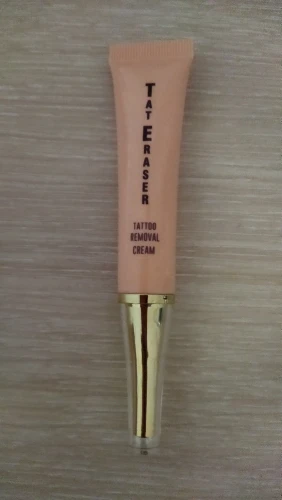 TAT ERASER
TATTOO
REMOVAL
CREAM